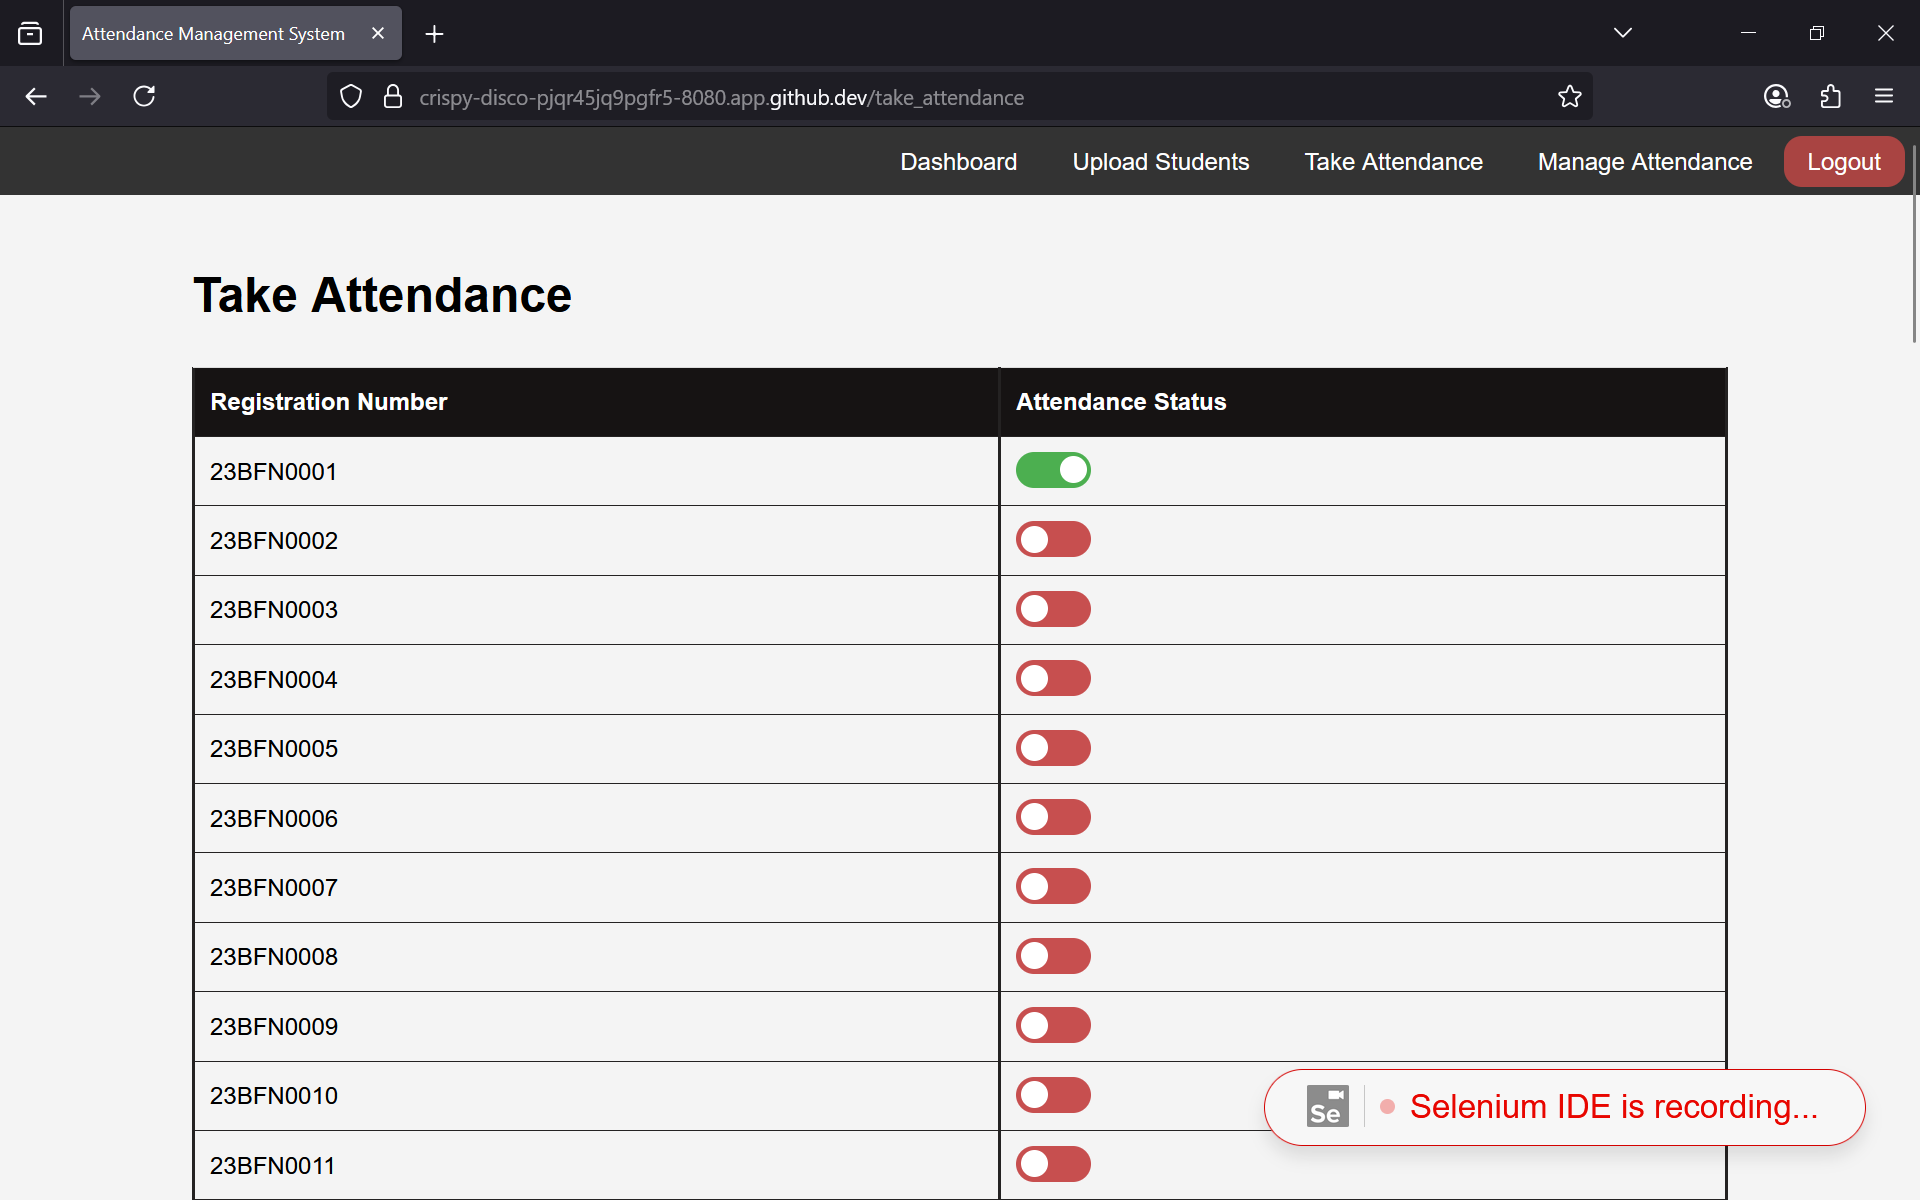 Attendance Management System
crispy-disco-pjqr45jq9pgfr5-8080.app.github.dev/take_attendance
Dashboard
Upload Students
Take Attendance
Manage Attendance
Logout
Take Attendance
Registration Number
Attendance Status
23BFN0001
23BFN0002
23BFN0003
23BFN0004
23BFN0005
23BFN0006
23BFN0007
23BFN0008
23BFN0009
23BFN0010
23BFN0011
Se
Selenium IDE is recording...